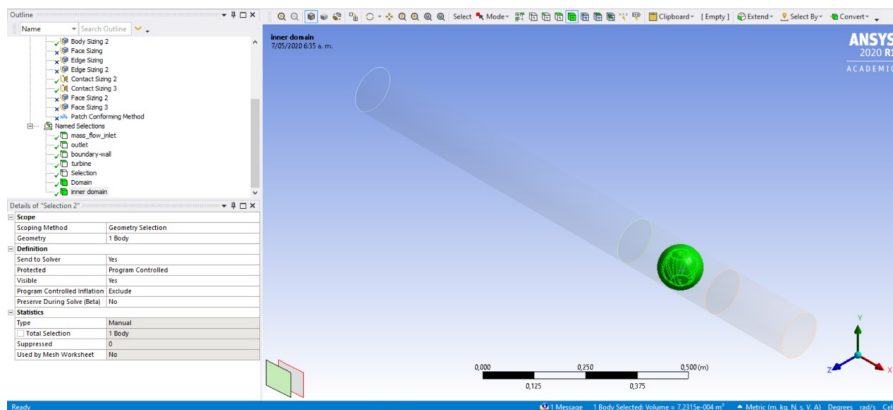 Outline
Name
Search Outline
Body Sizing 2
Face Sizing
Edge Sizing
Edge Sizing 2
Contact Sizing 2
Contact Sizing 3
Face Sizing 2
Face Sizing 3
Patch Conforming Method
Named Selections
mass_flow_inlet
outlet
boundary-wall
turbine
Selection
Domain
inner domain
Details of "Selection 2"
Scope
Scoping Method Geometry Selection
Geometry 1 Body
Definition
Send to Solver Yes
Protected Program Controlled
Visible Yes
Program Controlled Inflation Exclude
Preserve During Solve (Beta) No
Statistics
Type Manual
Total Selection 1 Body
Suppressed 0
Used by Mesh Worksheet No
Select Mode Clipboard [ Empty ] Extend Select By Convert
inner domain
7/05/2020 6:35 a. m.
ANSYS
2020 R1
ACADEMIC
0,000 0,250 0,500 (m)
0,125 0,375
Y
Z X
Ready 1 Message 1 Body Selected: Volume = 7,2315e-004 m³ Metric (m, kg, N, s, V, A) Degrees rad/s Cel